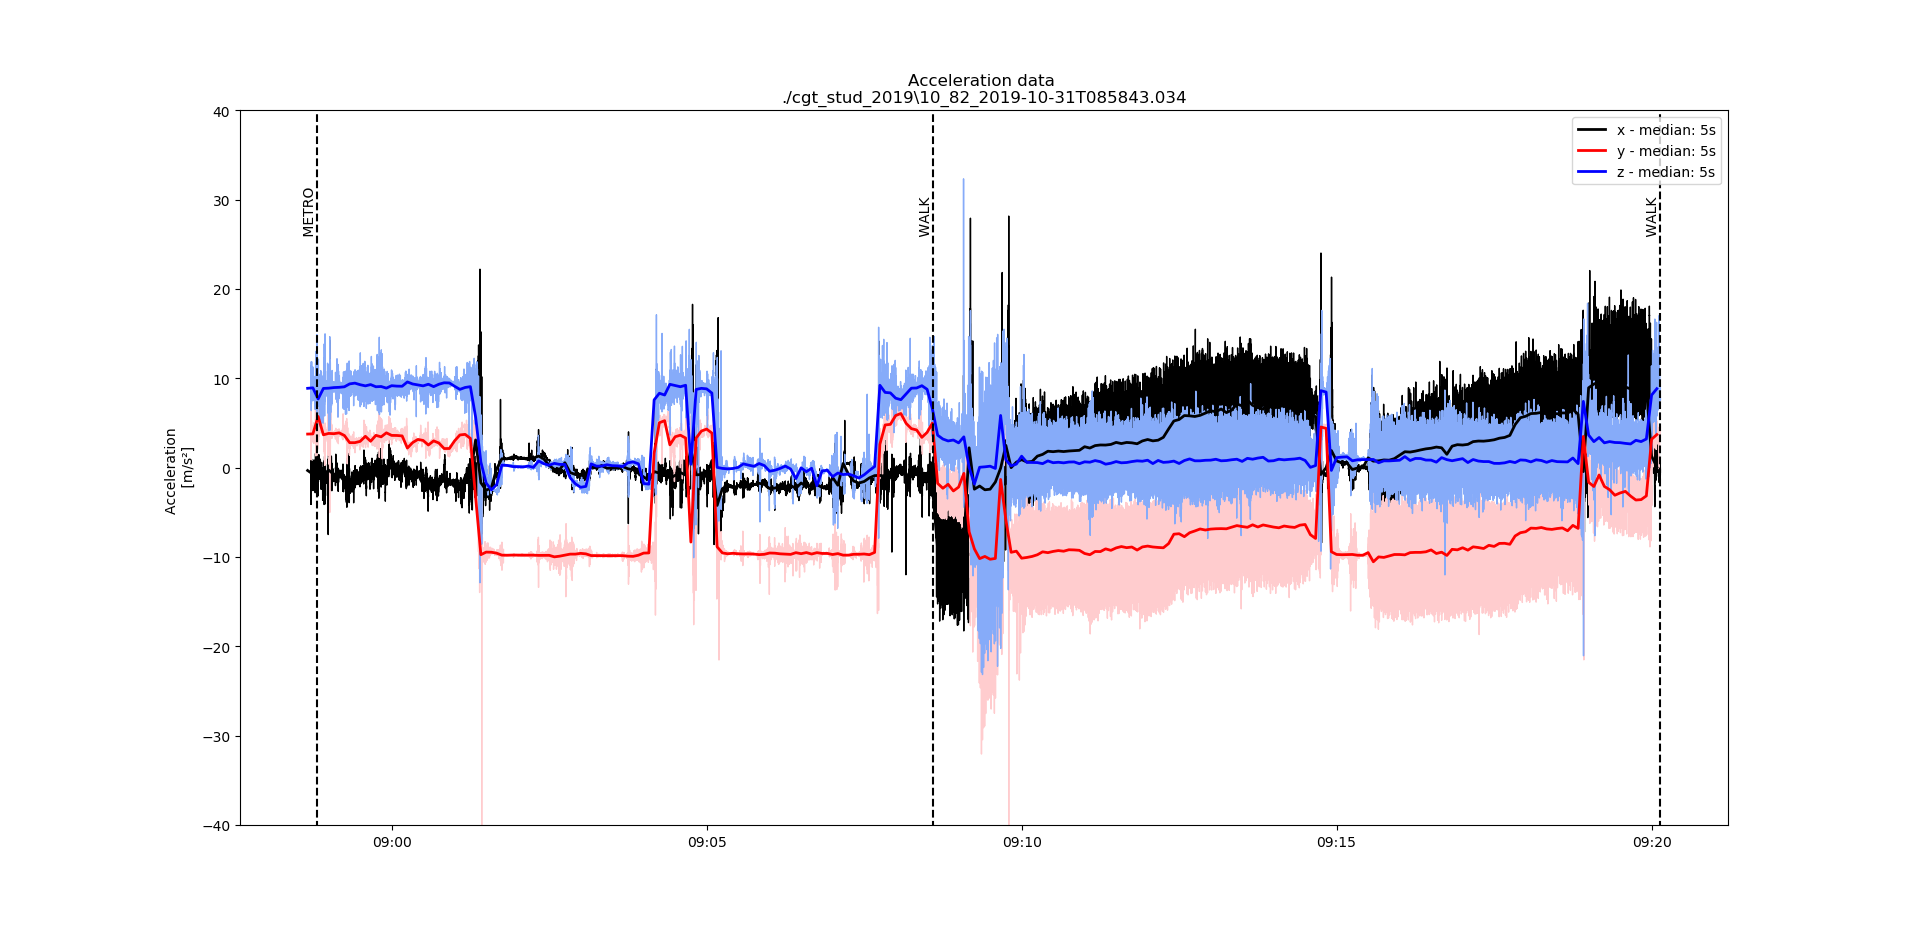 Acceleration data
./cgt_stud_2019\10_82_2019-10-31T085843.034
40
30
20
10
0
−10
−20
−30
−40
Acceleration
[m/s²]
METRO
WALK
WALK
x - median: 5s
y - median: 5s
z - median: 5s
09:00
09:05
09:10
09:15
09:20